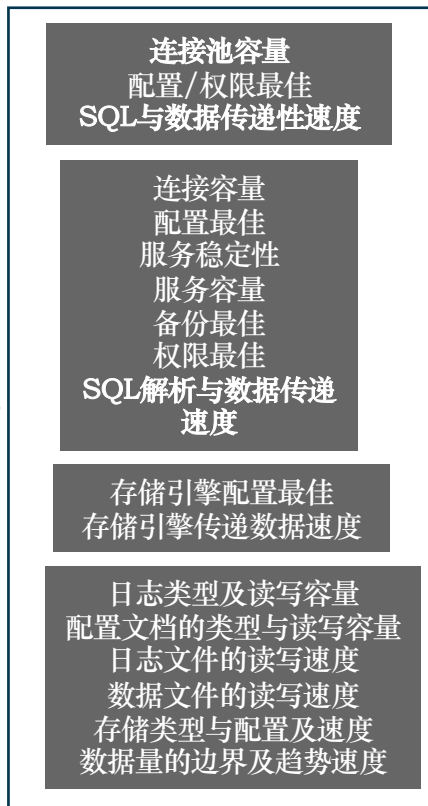 连接池容量
配置/权限最佳
SQL与数据传递性速度
连接容量
配置最佳
服务稳定性
服务容量
备份最佳
权限最佳
SQL解析与数据传递
速度
存储引擎配置最佳
存储引擎传递数据速度
日志类型及读写容量
配置文档的类型与读写容量
日志文件的读写速度
数据文件的读写速度
存储类型与配置及速度
数据量的边界及趋势速度